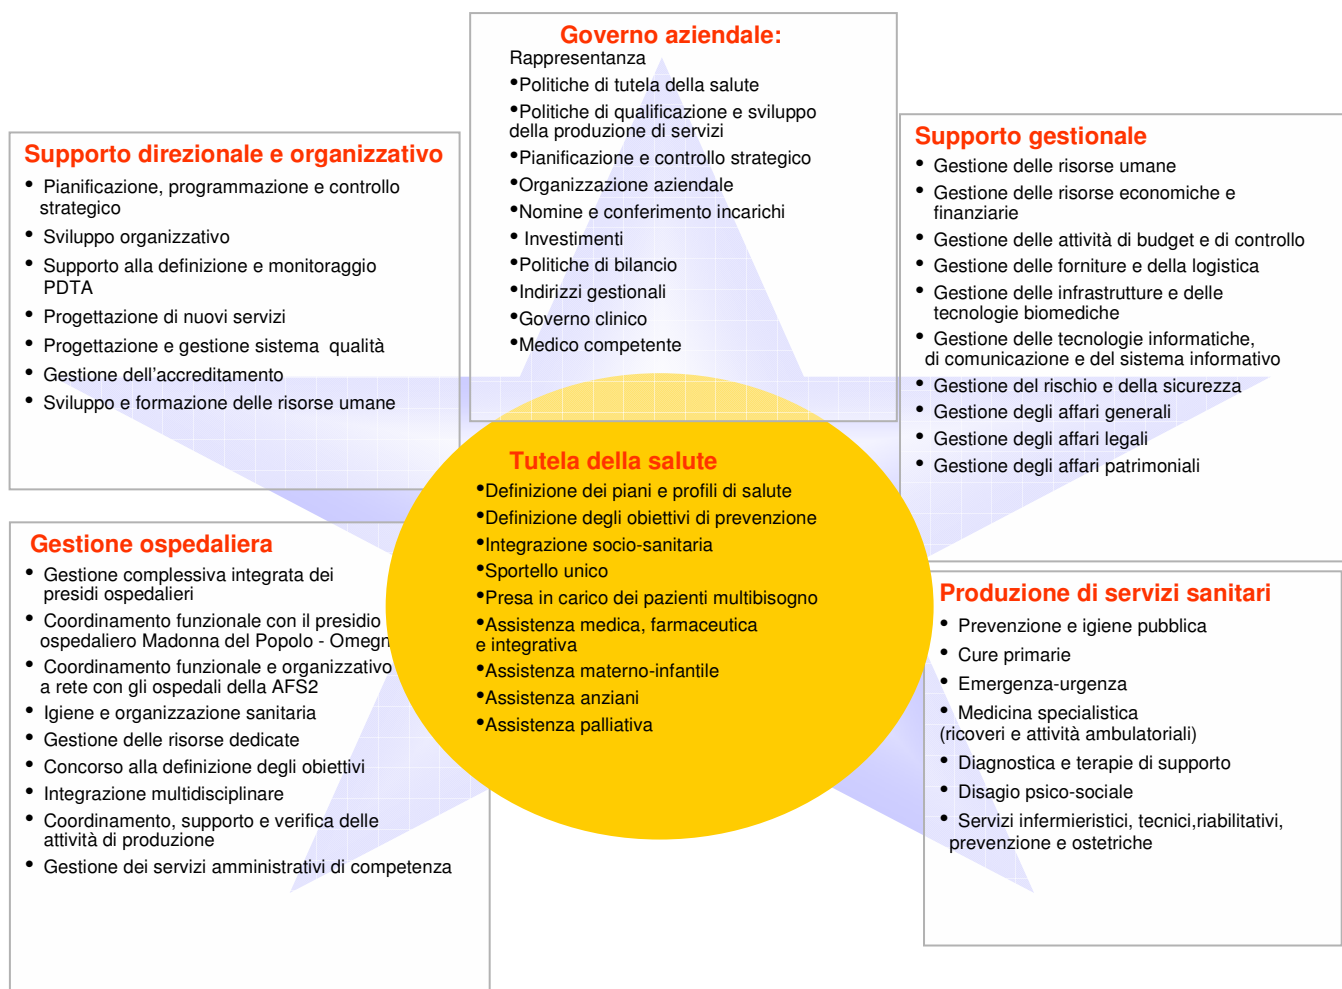 Governo aziendale:
Rappresentanza
•Politiche di tutela della salute
•Politiche di qualificazione e sviluppo
della produzione di servizi
•Pianificazione e controllo strategico
•Organizzazione aziendale
•Nomine e conferimento incarichi
• Investimenti
•Politiche di bilancio
•Indirizzi gestionali
•Governo clinico
•Medico competente
Supporto direzionale e organizzativo
• Pianificazione, programmazione e controllo
strategico
• Sviluppo organizzativo
• Supporto alla definizione e monitoraggio
PDTA
• Progettazione di nuovi servizi
• Progettazione e gestione sistema qualità
• Gestione dell'accreditamento
• Sviluppo e formazione delle risorse umane
Supporto gestionale
• Gestione delle risorse umane
• Gestione delle risorse economiche e
finanziarie
• Gestione delle attività di budget e di controllo
• Gestione delle forniture e della logistica
• Gestione delle infrastrutture e delle
tecnologie biomediche
• Gestione delle tecnologie informatiche,
di comunicazione e del sistema informativo
• Gestione del rischio e della sicurezza
• Gestione degli affari generali
• Gestione degli affari legali
• Gestione degli affari patrimoniali
Tutela della salute
•Definizione dei piani e profili di salute
•Definizione degli obiettivi di prevenzione
•Integrazione socio-sanitaria
•Sportello unico
•Presa in carico dei pazienti multibisogno
•Assistenza medica, farmaceutica
e integrativa
•Assistenza materno-infantile
•Assistenza anziani
•Assistenza palliativa
Gestione ospedaliera
• Gestione complessiva integrata dei
presidi ospedalieri
• Coordinamento funzionale con il presidio
ospedaliero Madonna del Popolo - Omegn
• Coordinamento funzionale e organizzativo
a rete con gli ospedali della AFS2
• Igiene e organizzazione sanitaria
• Gestione delle risorse dedicate
• Concorso alla definizione degli obiettivi
• Integrazione multidisciplinare
• Coordinamento, supporto e verifica delle
attività di produzione
• Gestione dei servizi amministrativi di competenza
Produzione di servizi sanitari
• Prevenzione e igiene pubblica
• Cure primarie
• Emergenza-urgenza
• Medicina specialistica
(ricoveri e attività ambulatoriali)
• Diagnostica e terapie di supporto
• Disagio psico-sociale
• Servizi infermieristici, tecnici,riabilitativi,
prevenzione e ostetriche